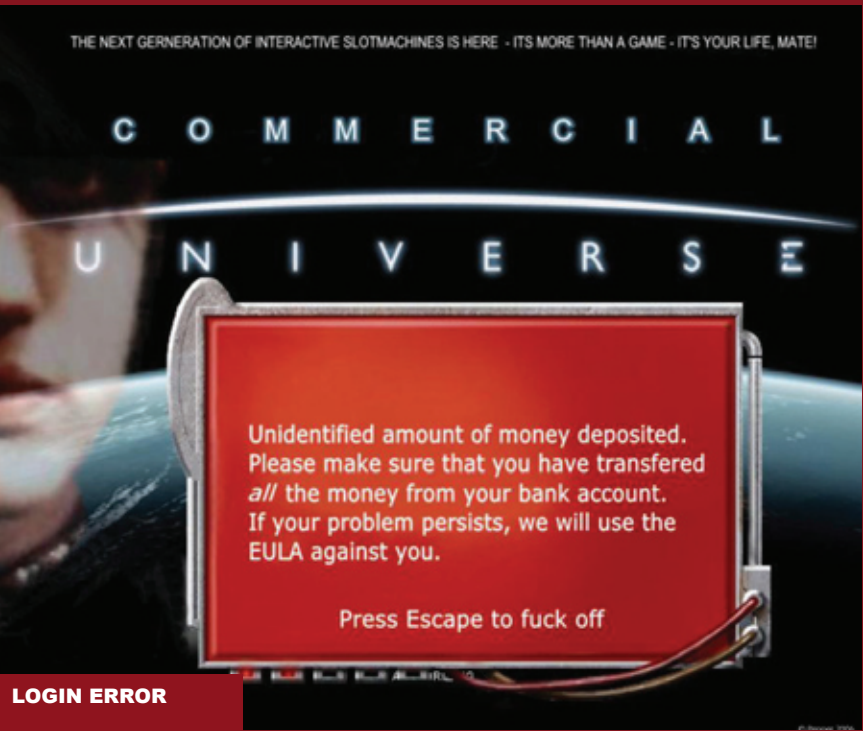 THE NEXT GERNERATION OF INTERACTIVE SLOTMACHINES IS HERE - ITS MORE THAN A GAME - IT'S YOUR LIFE, MATE!
COMMERCIAL
UNIVERSE
Unidentified amount of money deposited.
Please make sure that you have transfered
all the money from your bank account.
If your problem persists, we will use the
EULA against you.
Press Escape to fuck off
LOGIN ERROR